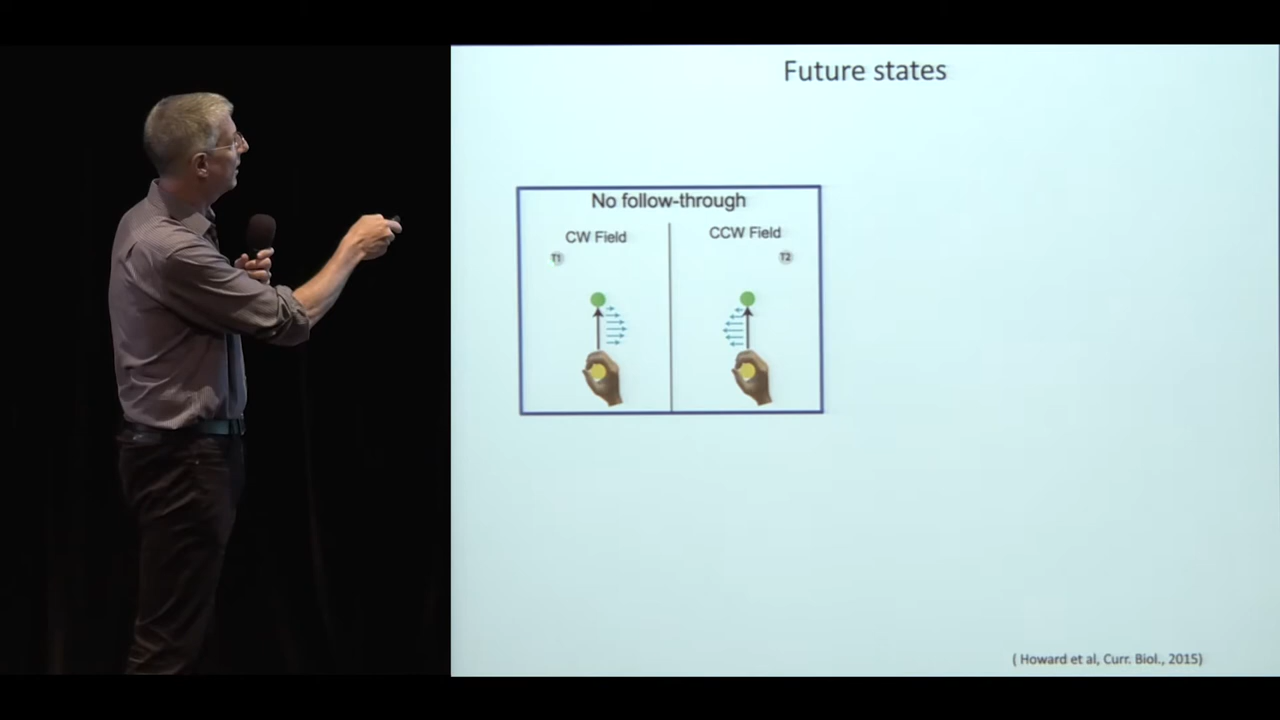 Future states
No follow-through
CW Field
CCW Field
T1
T2
( Howard et al, Curr. Biol., 2015)